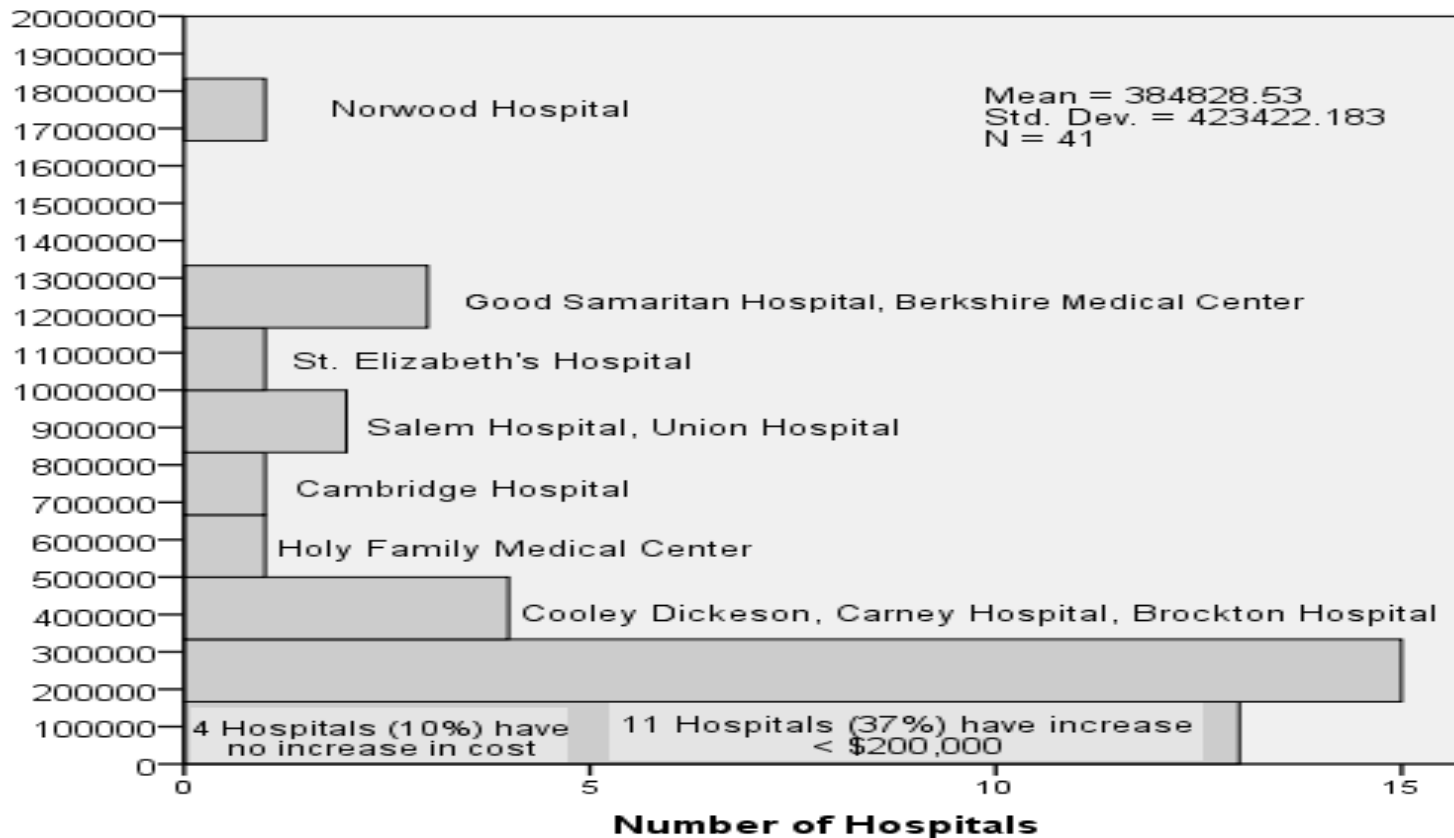 2000000
1900000
1800000
1700000
1600000
1500000
1400000
1300000
1200000
1100000
1000000
900000
800000
700000
600000
500000
400000
300000
200000
100000
0
Norwood Hospital
Mean = 384828.53
Std. Dev. = 423422.183
N = 41
Good Samaritan Hospital, Berkshire Medical Center
St. Elizabeth's Hospital
Salem Hospital, Union Hospital
Cambridge Hospital
Holy Family Medical Center
Cooley Dickeson, Carney Hospital, Brockton Hospital
4 Hospitals (10%) have
no increase in cost
11 Hospitals (37%) have increase
< $200,000
0 5 10 15
Number of Hospitals